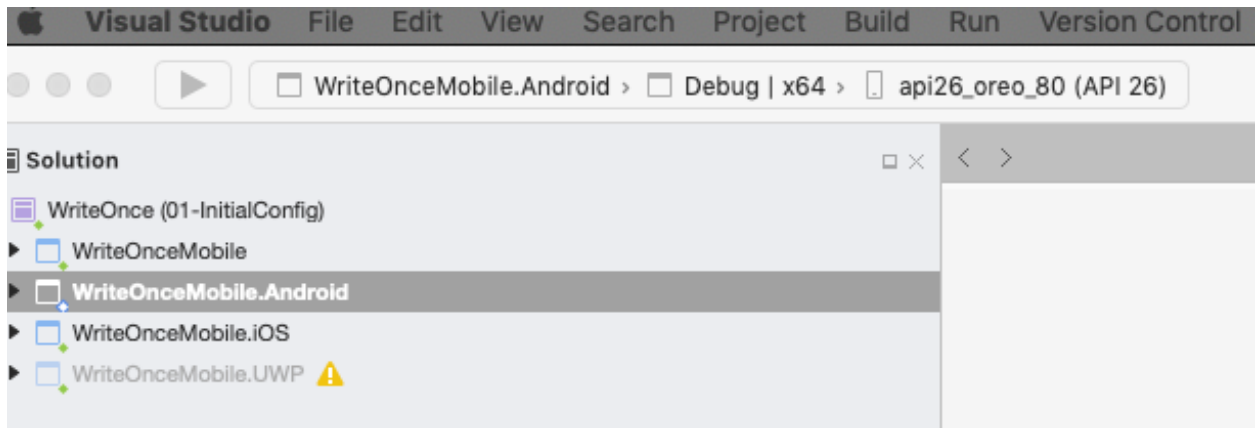 Visual Studio File Edit View Search Project Build Run Version Control
WriteOnceMobile.Android › Debug | x64 › api26_oreo_80 (API 26)
Solution
WriteOnce (01-InitialConfig)
WriteOnceMobile
WriteOnceMobile.Android
WriteOnceMobile.iOS
WriteOnceMobile.UWP